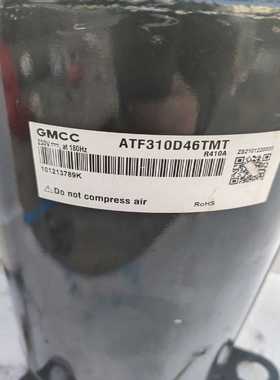 GMCC
ATF310D46TMT
220V at 180Hz
R410A
101213789K
⚠Do not compress air
RoHS